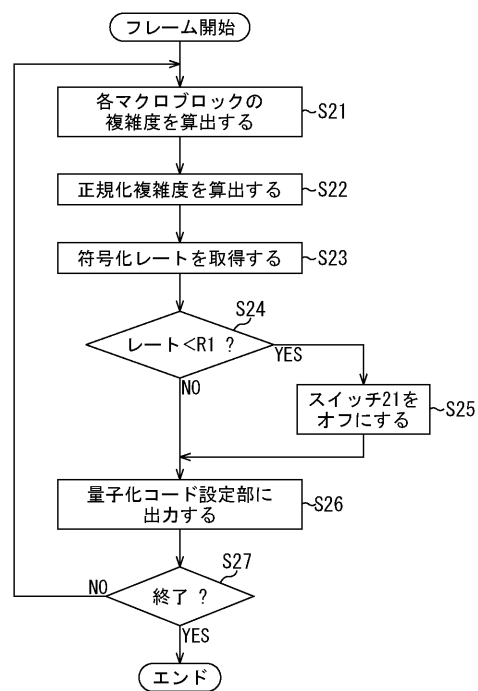 フレーム開始
各マクロブロックの
複雑度を算出する
S21
正規化複雑度を算出する
S22
符号化レートを取得する
S23
S24
レート<R1 ?
YES
NO
スイッチ21を
オフにする
S25
量子化コード設定部に
出力する
S26
S27
NO
終了 ?
YES
エンド